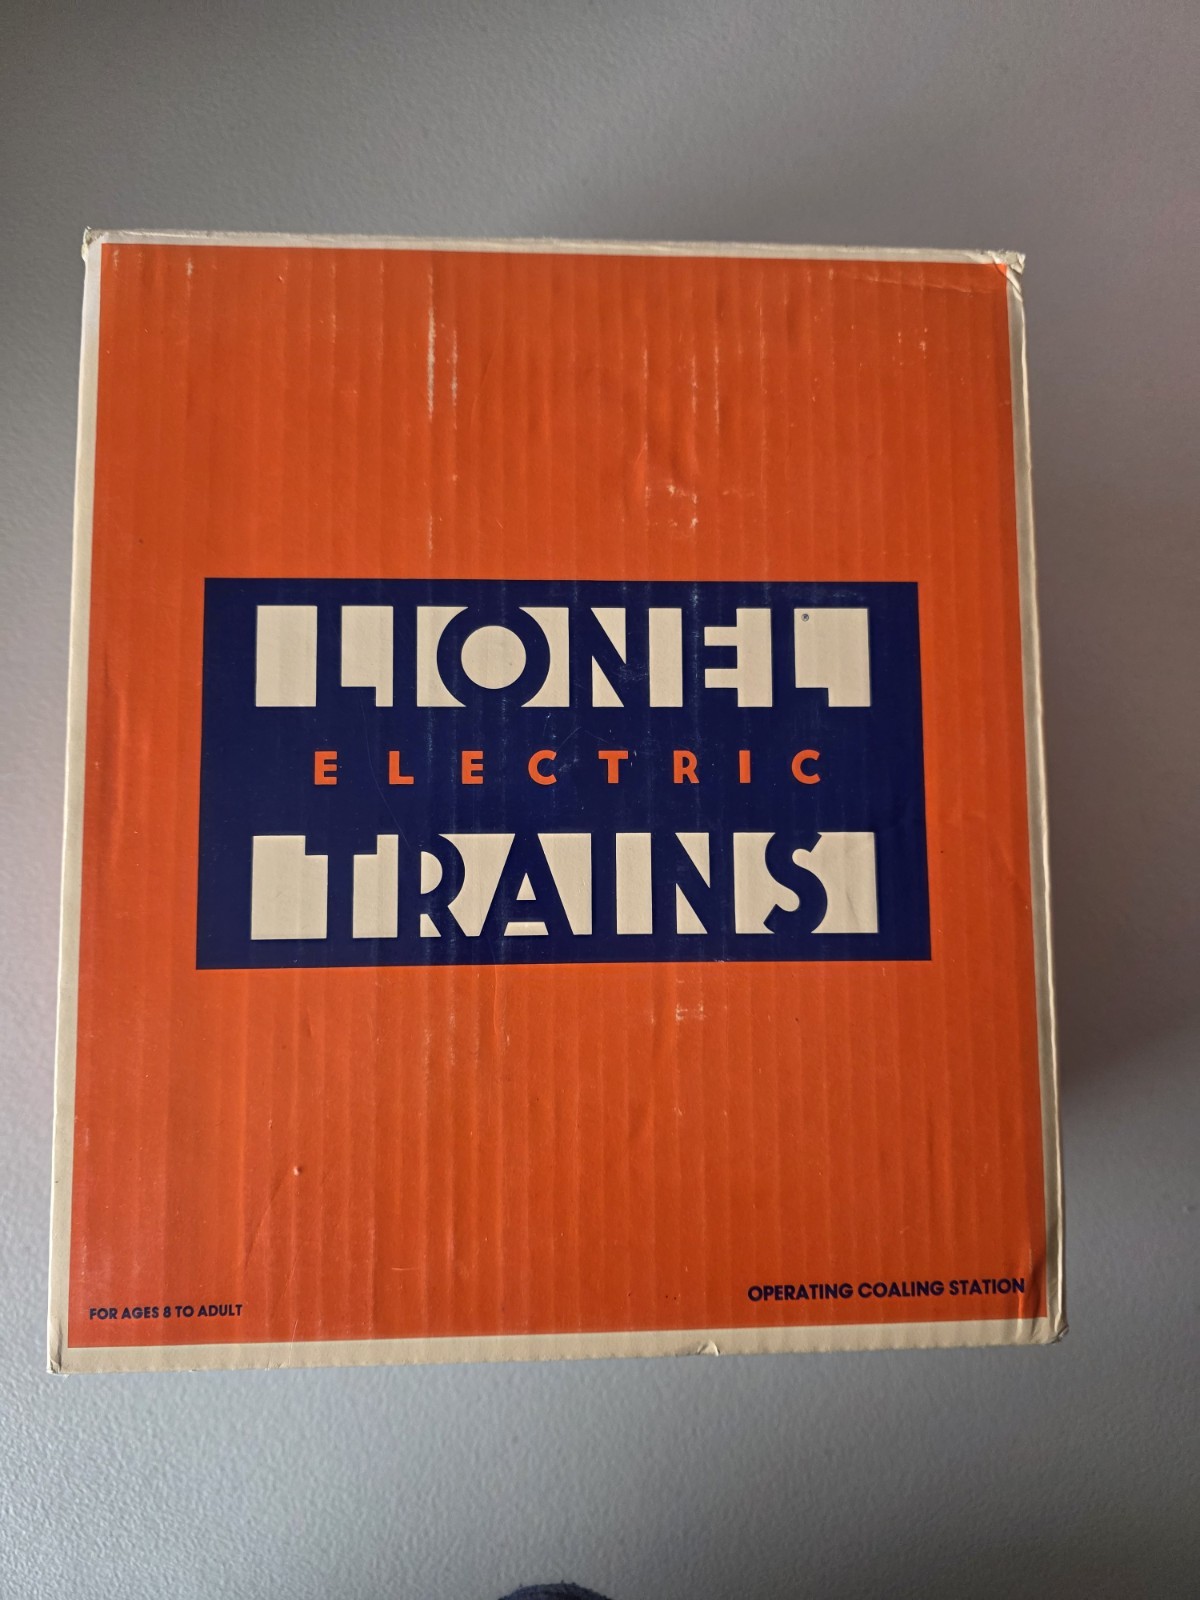 LIONEL®
ELECTRIC
TRAINS
FOR AGES 8 TO ADULT
OPERATING COALING STATION